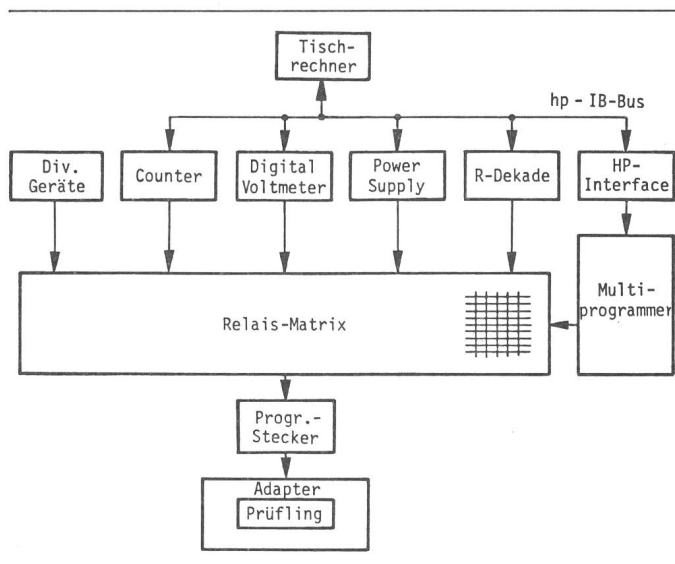 Tisch-
rechner
hp - IB-Bus
Div.
Geräte
Counter
Digital
Voltmeter
Power
Supply
R-Dekade
HP-
Interface
Multi-
programmer
Relais-Matrix
Progr.-
Stecker
Adapter
Prüfling